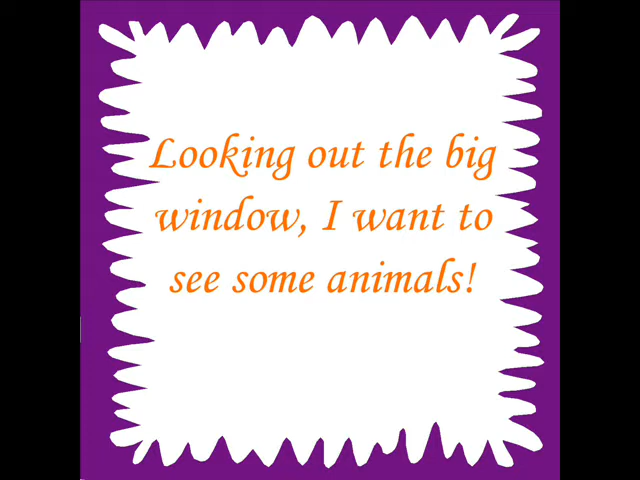 Looking out the big
window, I want to
see some animals!